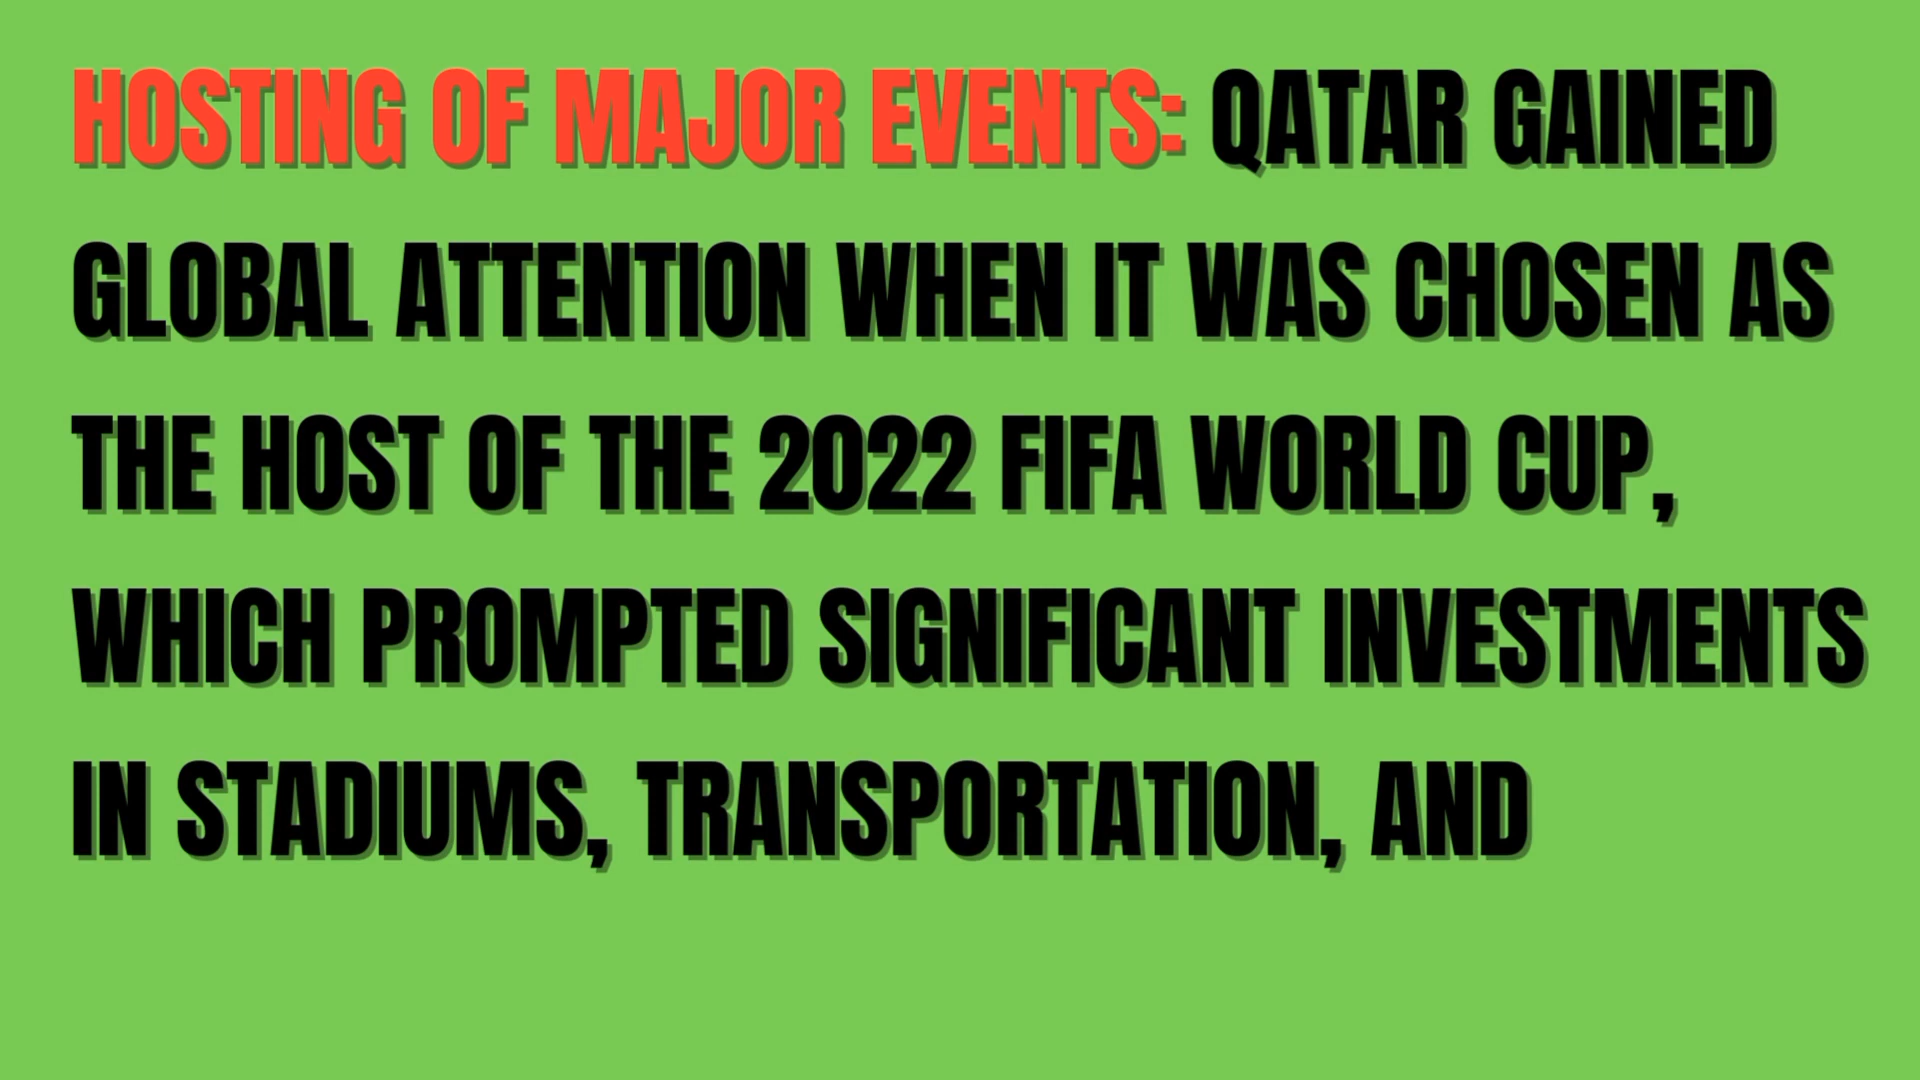 HOSTING OF MAJOR EVENTS: QATAR GAINED
GLOBAL ATTENTION WHEN IT WAS CHOSEN AS
THE HOST OF THE 2022 FIFA WORLD CUP,
WHICH PROMPTED SIGNIFICANT INVESTMENTS
IN STADIUMS, TRANSPORTATION, AND